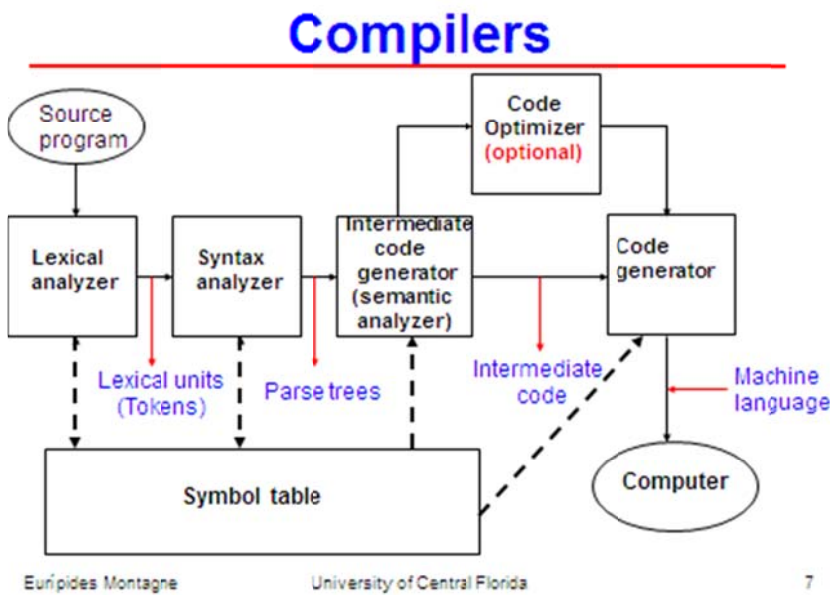 Compilers
Source
program
Code
Optimizer
(optional)
Lexical
analyzer
Syntax
analyzer
Intermediate
code
generator
(semantic
analyzer)
Code
generator
Lexical units
(Tokens)
Parse trees
Intermediate
code
Machine
language
Symbol table
Computer
Eurípides Montagne
University of Central Florida
7